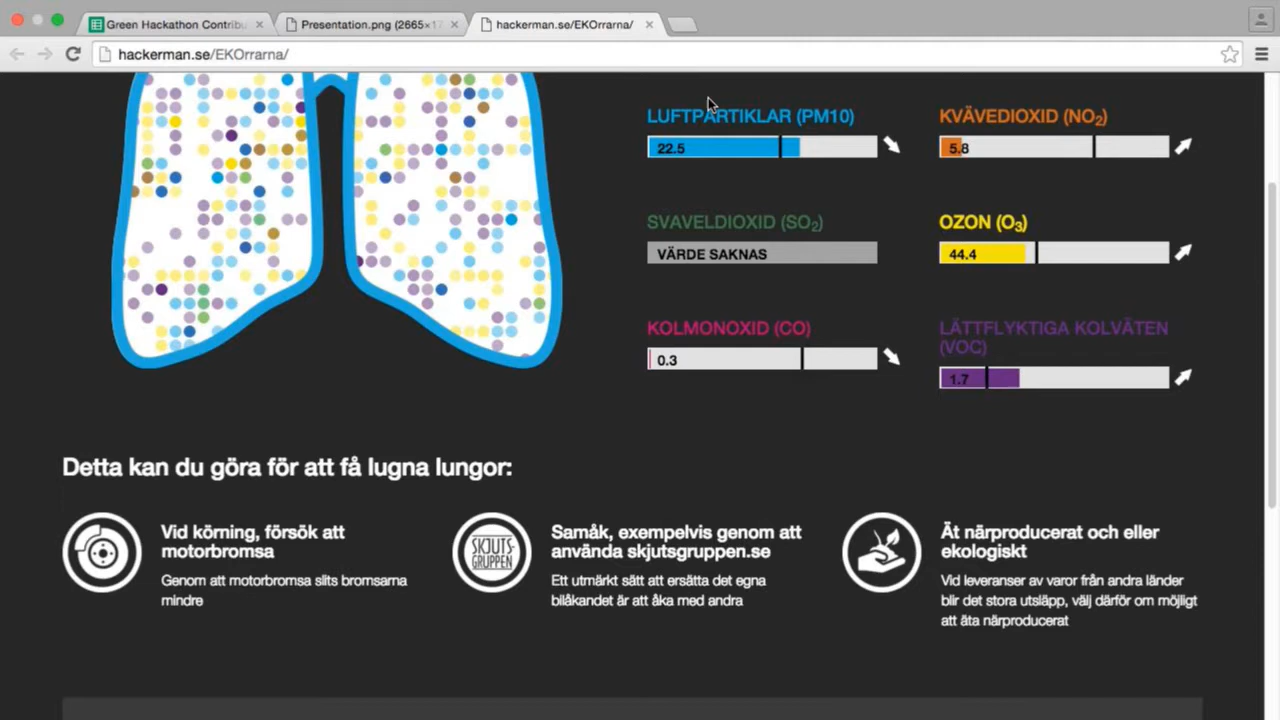 Green Hackathon Contribu
Presentation.png (2665×17
hackerman.se/EKOrrarna/
hackerman.se/EKOrrarna/
LUFTPARTIKLAR (PM10)
22.5
KVÄVEDIOXID (NO₂)
5.8
SVAVELDIOXID (SO₂)
VÄRDE SAKNAS
OZON (O₃)
44.4
KOLMONOXID (CO)
0.3
LÄTTFLYKTIGA KOLVÄTEN
(VOC)
1.7
Detta kan du göra för att få lugna lungor:
Vid körning, försök att
motorbromsa
Genom att motorbromsa slits bromsarna
mindre
SKJUTS-
GRUPPEN
Samåk, exempelvis genom att
använda skjutsgruppen.se
Ett utmärkt sätt att ersätta det egna
bilåkandet är att åka med andra
Ät närproducerat och eller
ekologiskt
Vid leveranser av varor från andra länder
blir det stora utsläpp, välj därför om möjligt
att äta närproducerat